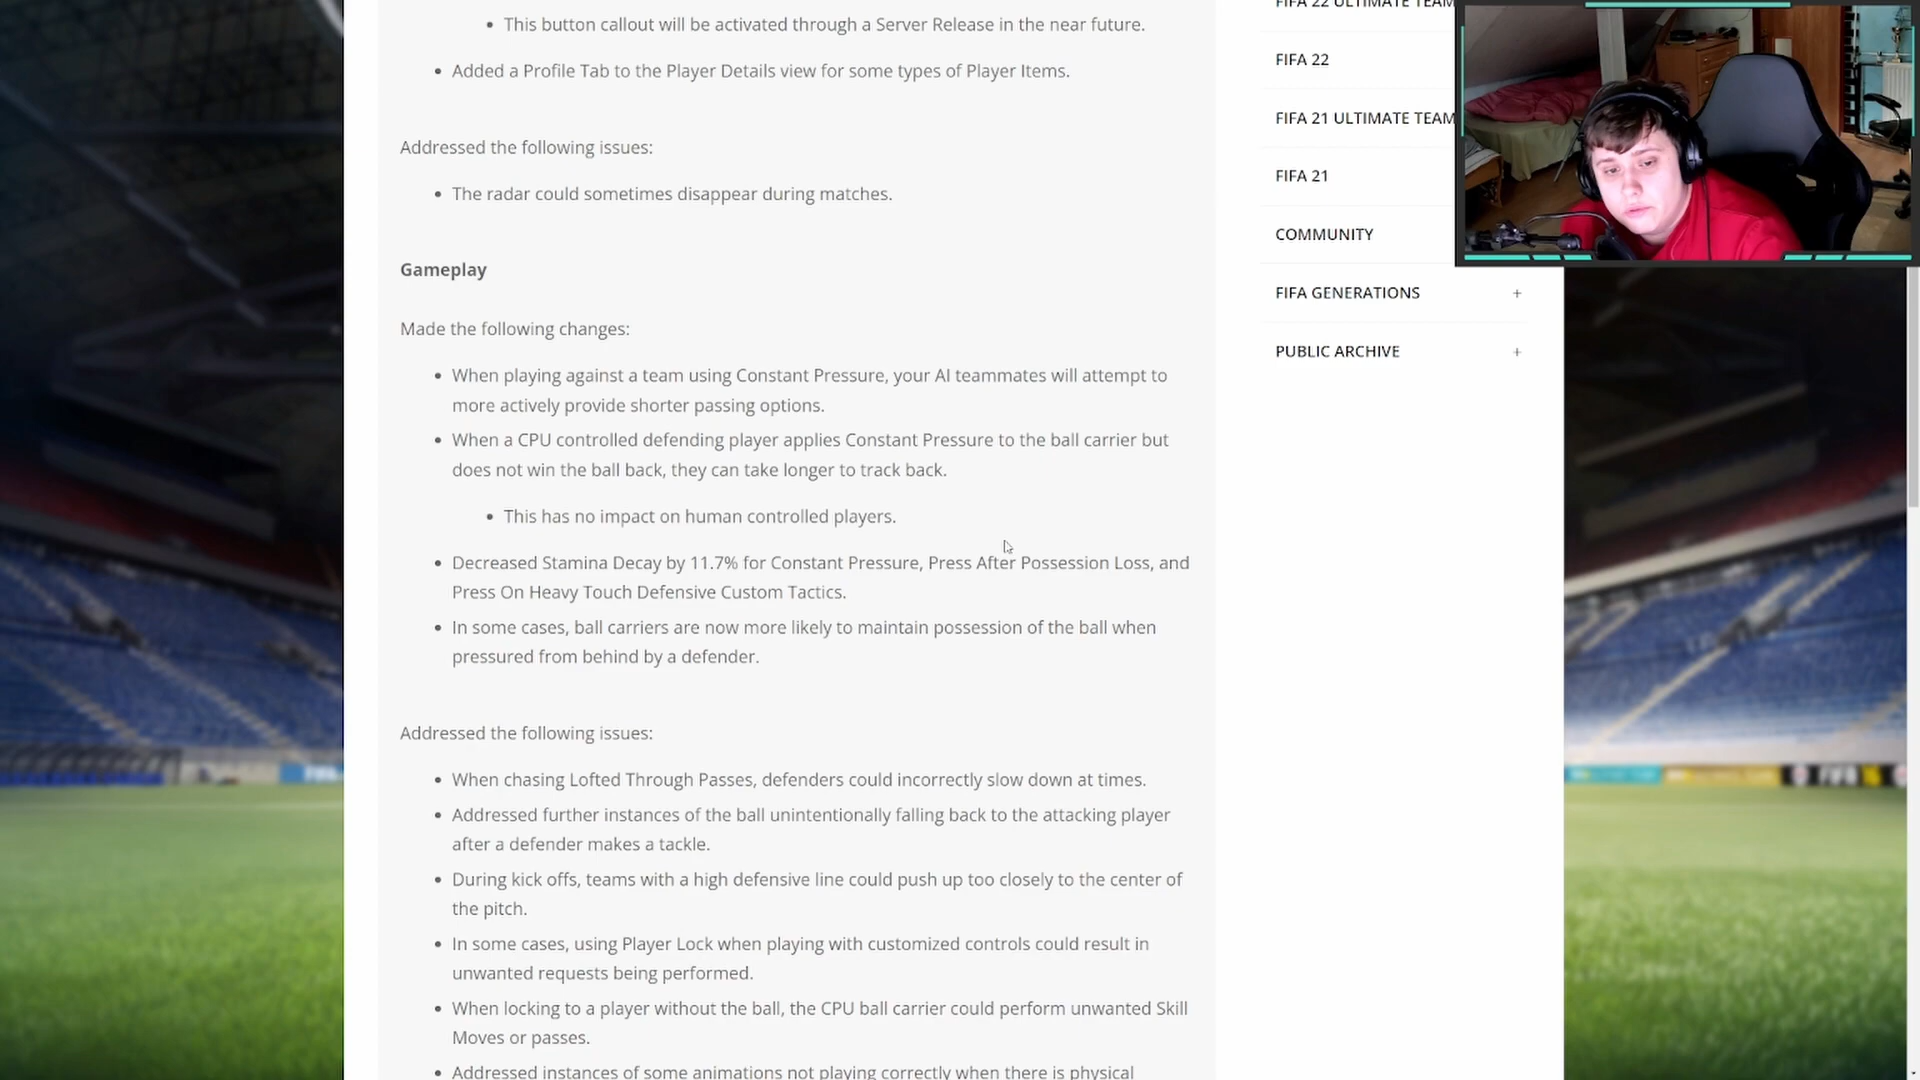 This button callout will be activated through a Server Release in the near future.
Added a Profile Tab to the Player Details view for some types of Player Items.
Addressed the following issues:
The radar could sometimes disappear during matches.
Gameplay
Made the following changes:
When playing against a team using Constant Pressure, your AI teammates will attempt to
more actively provide shorter passing options.
When a CPU controlled defending player applies Constant Pressure to the ball carrier but
does not win the ball back, they can take longer to track back.
This has no impact on human controlled players.
Decreased Stamina Decay by 11.7% for Constant Pressure, Press After Possession Loss, and
Press On Heavy Touch Defensive Custom Tactics.
In some cases, ball carriers are now more likely to maintain possession of the ball when
pressured from behind by a defender.
Addressed the following issues:
When chasing Lofted Through Passes, defenders could incorrectly slow down at times.
Addressed further instances of the ball unintentionally falling back to the attacking player
after a defender makes a tackle.
During kick offs, teams with a high defensive line could push up too closely to the center of
the pitch.
In some cases, using Player Lock when playing with customized controls could result in
unwanted requests being performed.
When locking to a player without the ball, the CPU ball carrier could perform unwanted Skill
Moves or passes.
Addressed instances of some animations not playing correctly when there is physical
FIFA 22 ULTIMATE TEAM
FIFA 22
FIFA 21 ULTIMATE TEAM
FIFA 21
COMMUNITY
FIFA GENERATIONS +
PUBLIC ARCHIVE +